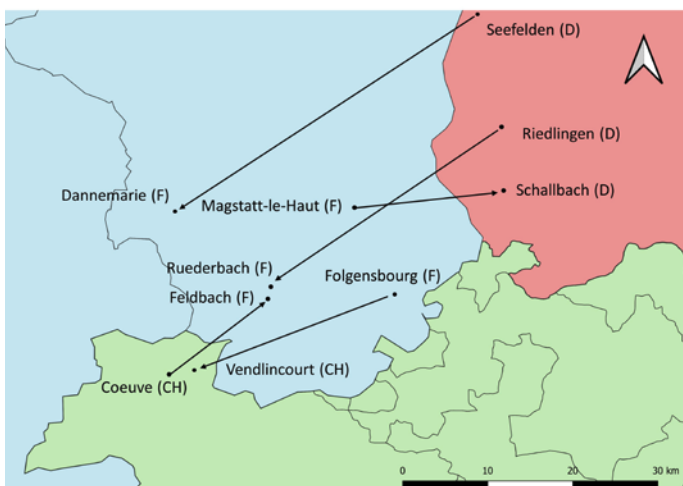 Seefelden (D)
Riedlingen (D)
Dannemarie (F)
Magstatt-le-Haut (F)
Schallbach (D)
Ruederbach (F)
Folgensbourg (F)
Feldbach (F)
Vendlincourt (CH)
Coeuve (CH)
0 10 20 30 km